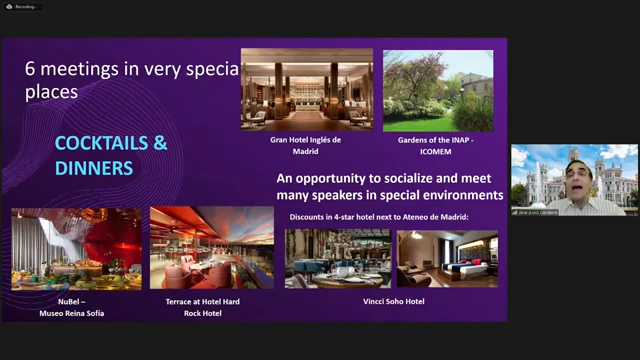 Recording...
6 meetings in very specia
places
COCKTAILS &
DINNERS
Gran Hotel Inglés de
Madrid
Gardens of the INAP -
ICOMEM
An opportunity to socialize and meet
many speakers in special environments
Discounts in 4-star hotel next to Ateneo de Madrid:
NuBel –
Museo Reina Sofía
Terrace at Hotel Hard
Rock Hotel
Vincci Soho Hotel